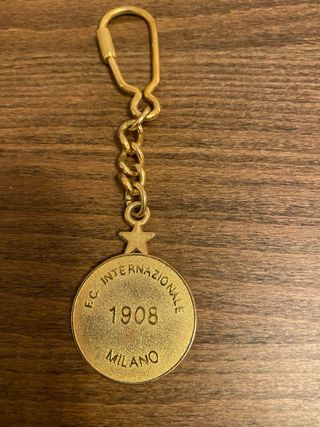 F.C. INTERNAZIONALE
1908
MILANO